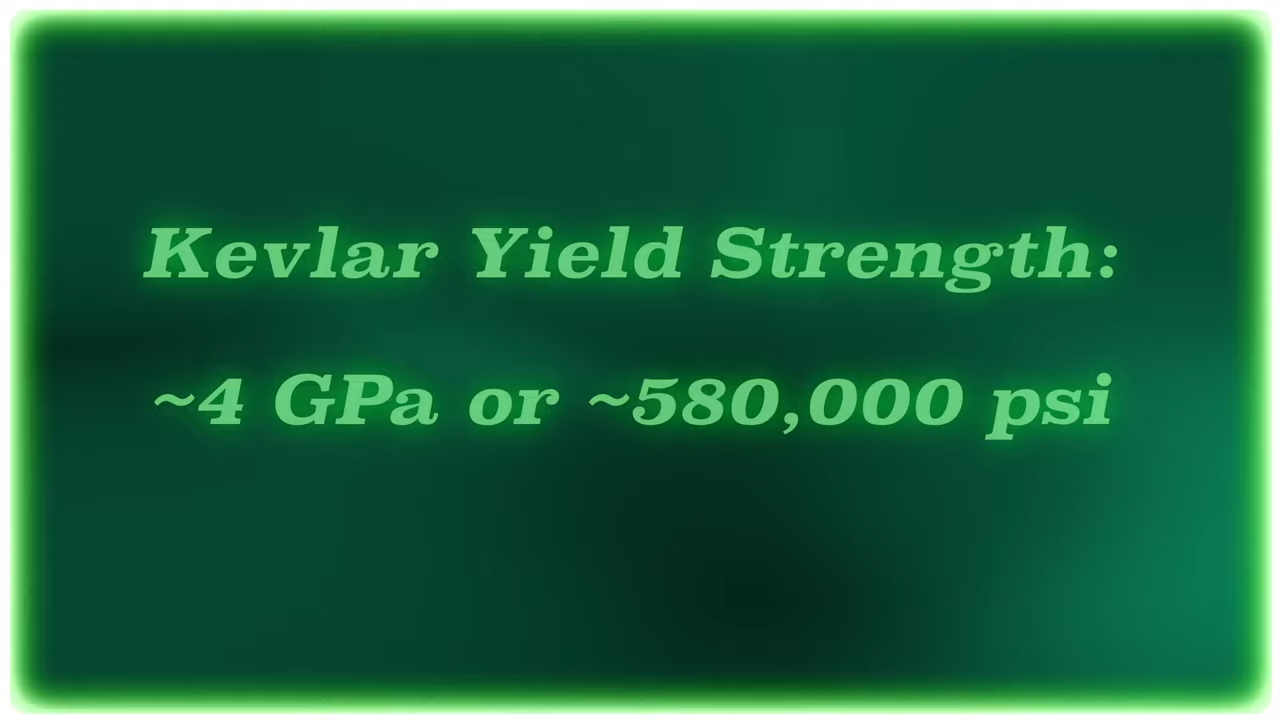 Kevlar Yield Strength:
~4 GPa or ~580,000 psi